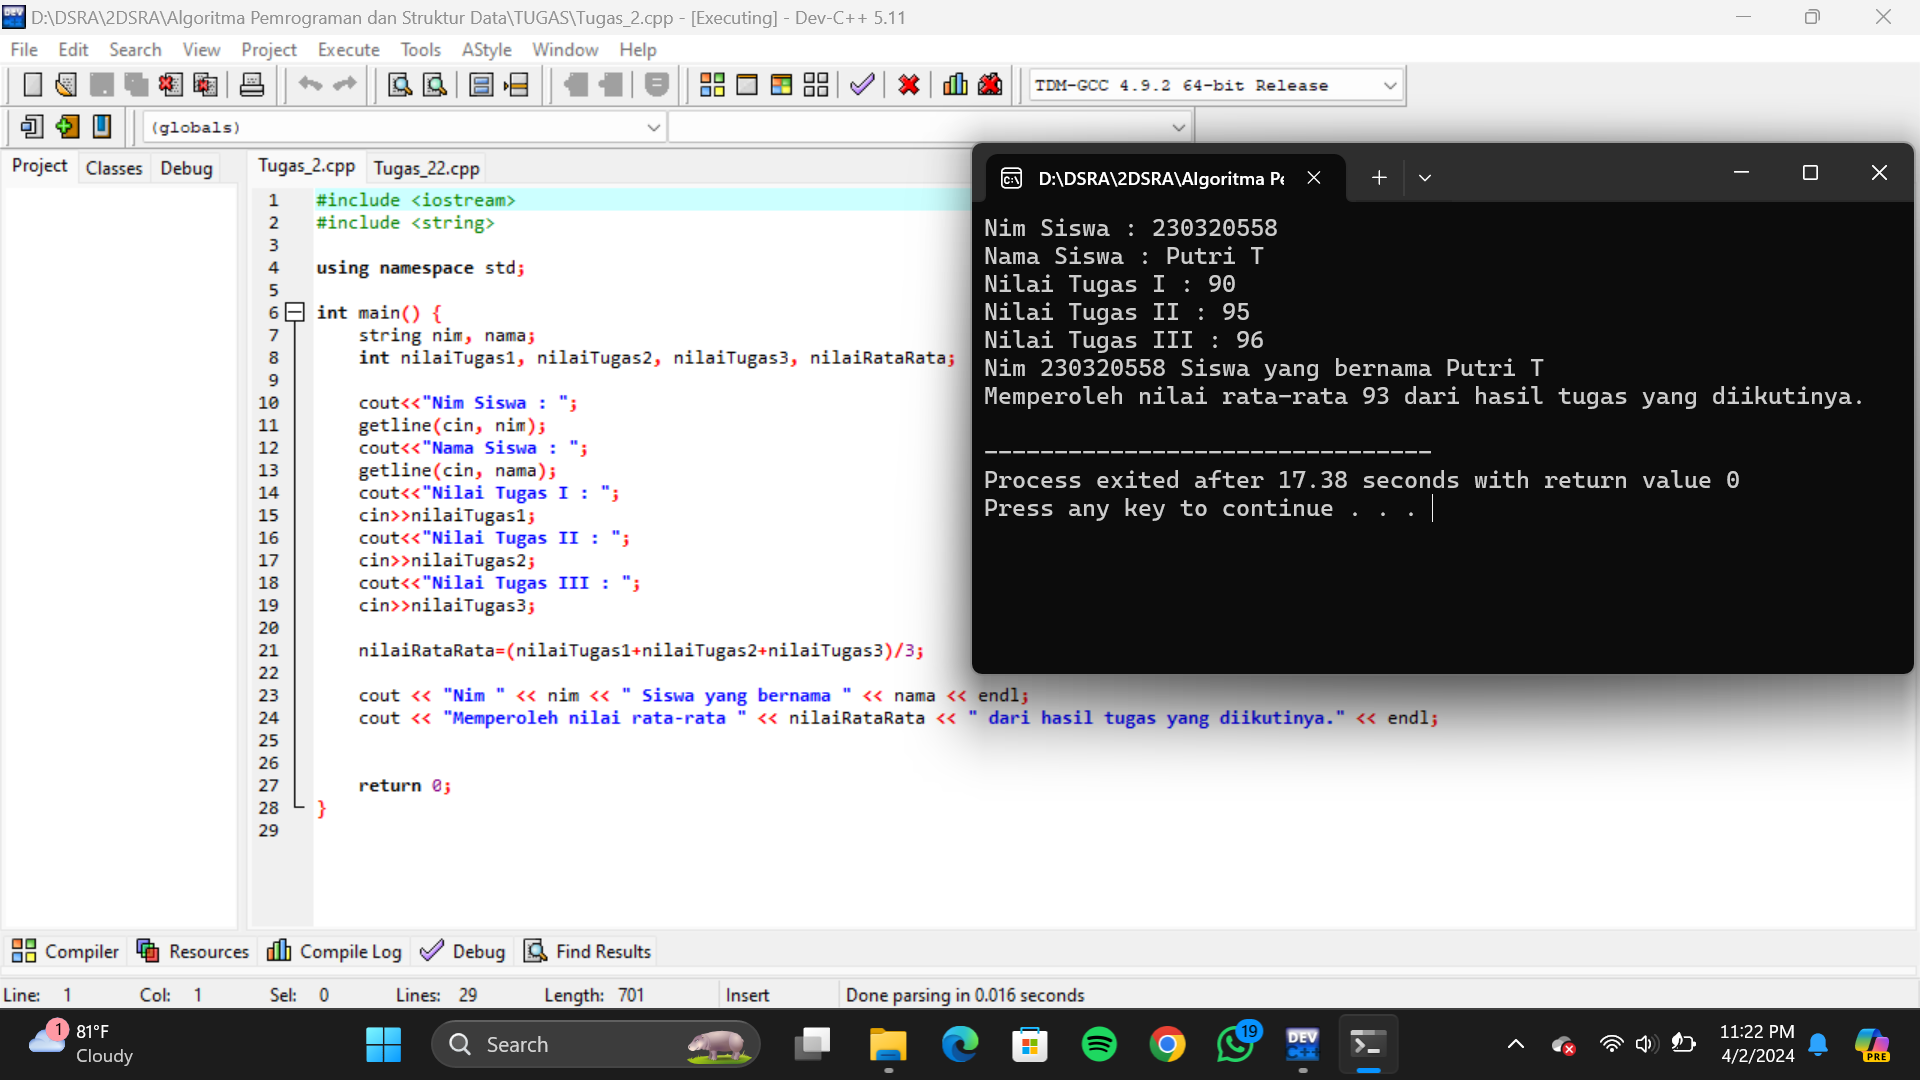 D:\DSRA\2DSRA\Algoritma Pemrograman dan Struktur Data\TUGAS\Tugas_2.cpp - [Executing] - Dev-C++ 5.11
File Edit Search View Project Execute Tools AStyle Window Help
TDM-GCC 4.9.2 64-bit Release
(globals)
Project Classes Debug
Tugas_2.cpp Tugas_22.cpp
1 #include <iostream>
2 #include <string>
3
4 using namespace std;
5
6 int main() {
7 string nim, nama;
8 int nilaiTugas1, nilaiTugas2, nilaiTugas3, nilaiRataRata;
9
10 cout<<"Nim Siswa : ";
11 getline(cin, nim);
12 cout<<"Nama Siswa : ";
13 getline(cin, nama);
14 cout<<"Nilai Tugas I : ";
15 cin>>nilaiTugas1;
16 cout<<"Nilai Tugas II : ";
17 cin>>nilaiTugas2;
18 cout<<"Nilai Tugas III : ";
19 cin>>nilaiTugas3;
20
21 nilaiRataRata=(nilaiTugas1+nilaiTugas2+nilaiTugas3)/3;
22
23 cout << "Nim " << nim << " Siswa yang bernama " << nama << endl;
24 cout << "Memperoleh nilai rata-rata " << nilaiRataRata << " dari hasil tugas yang diikutinya." << endl;
25
26
27 return 0;
28 }
29
D:\DSRA\2DSRA\Algoritma Pe
Nim Siswa : 230320558
Nama Siswa : Putri T
Nilai Tugas I : 90
Nilai Tugas II : 95
Nilai Tugas III : 96
Nim 230320558 Siswa yang bernama Putri T
Memperoleh nilai rata-rata 93 dari hasil tugas yang diikutinya.
--------------------------------
Process exited after 17.38 seconds with return value 0
Press any key to continue . . .
Compiler Resources Compile Log Debug Find Results
Line: 1 Col: 1 Sel: 0 Lines: 29 Length: 701 Insert Done parsing in 0.016 seconds
1 81°F
Cloudy
Search
19
DEV
C++
11:22 PM
4/2/2024
PRE